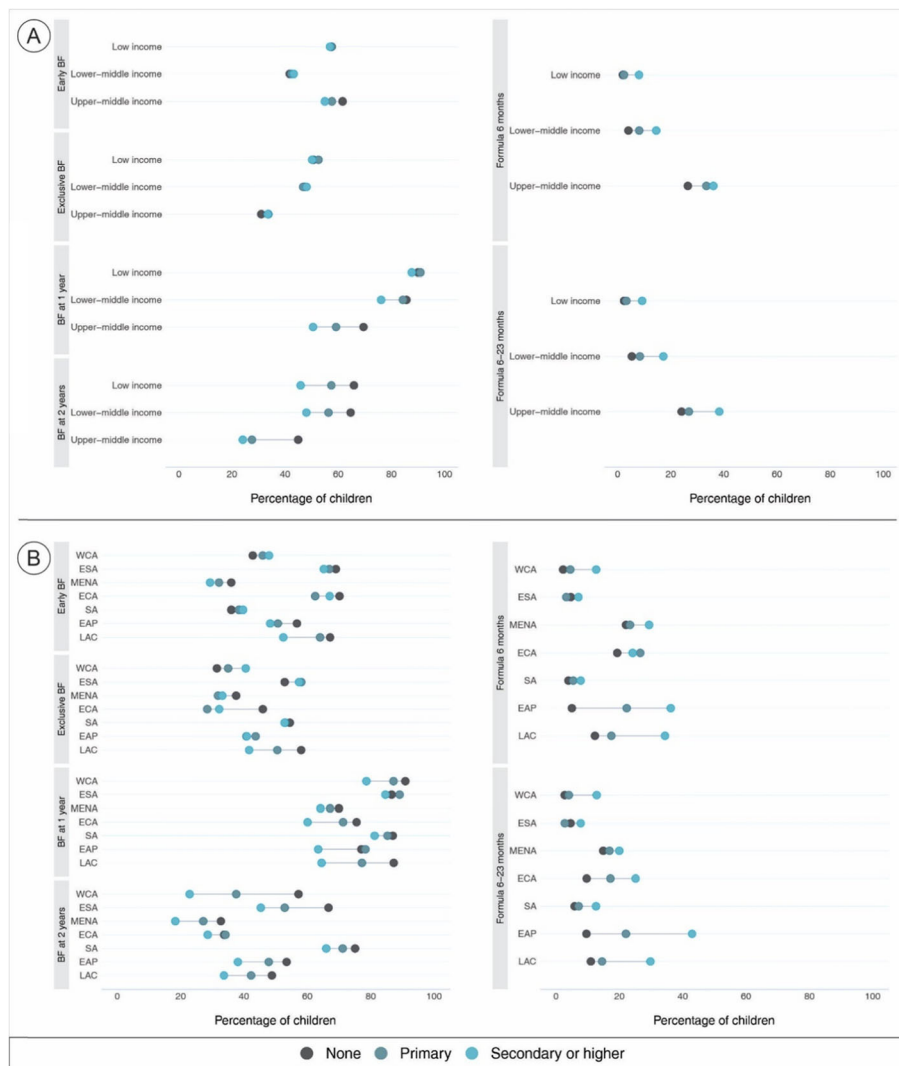 A
Early BF
Low income
Lower-middle income
Upper-middle income
Exclusive BF
Low income
Lower-middle income
Upper-middle income
BF at 1 year
Low income
Lower-middle income
Upper-middle income
BF at 2 years
Low income
Lower-middle income
Upper-middle income
0 20 40 60 80 100
Percentage of children
Formula 6 months
Low income
Lower-middle income
Upper-middle income
Formula 6-23 months
Low income
Lower-middle income
Upper-middle income
0 20 40 60 80 100
Percentage of children
B
Early BF
WCA
ESA
MENA
ECA
SA
EAP
LAC
Exclusive BF
WCA
ESA
MENA
ECA
SA
EAP
LAC
BF at 1 year
WCA
ESA
MENA
ECA
SA
EAP
LAC
BF at 2 years
WCA
ESA
MENA
ECA
SA
EAP
LAC
0 20 40 60 80 100
Percentage of children
Formula 6 months
WCA
ESA
MENA
ECA
SA
EAP
LAC
Formula 6-23 months
WCA
ESA
MENA
ECA
SA
EAP
LAC
0 20 40 60 80 100
Percentage of children
None Primary Secondary or higher